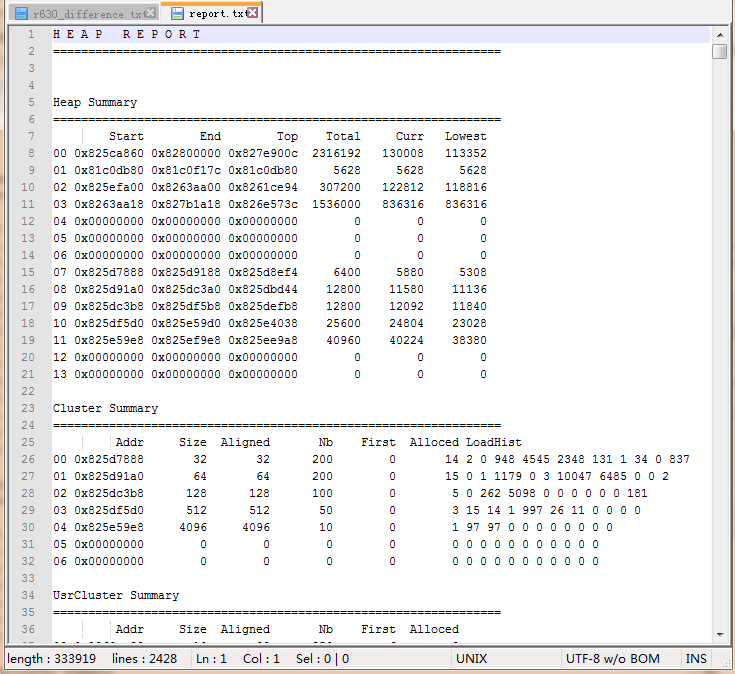 r630_difference.txt report.txt
1 H E A P   R E P O R T
2 ================================================================
3
4
5 Heap Summary
6 ================================================================
7 Start End Top Total Curr Lowest
8 00 0x825ca860 0x82800000 0x827e900c 2316192 130008 113352
9 01 0x81c0db80 0x81c0f17c 0x81c0db80 5628 5628 5628
10 02 0x825efa00 0x8263aa00 0x8261ce94 307200 122812 118816
11 03 0x8263aa18 0x827b1a18 0x826e573c 1536000 836316 836316
12 04 0x00000000 0x00000000 0x00000000 0 0 0
13 05 0x00000000 0x00000000 0x00000000 0 0 0
14 06 0x00000000 0x00000000 0x00000000 0 0 0
15 07 0x825d7888 0x825d9188 0x825d8ef4 6400 5880 5308
16 08 0x825d91a0 0x825dc3a0 0x825dbd44 12800 11580 11136
17 09 0x825dc3b8 0x825df5b8 0x825defb8 12800 12092 11840
18 10 0x825df5d0 0x825e59d0 0x825e4038 25600 24804 23028
19 11 0x825e59e8 0x825ef9e8 0x825ee9a8 40960 40224 38380
20 12 0x00000000 0x00000000 0x00000000 0 0 0
21 13 0x00000000 0x00000000 0x00000000 0 0 0
22
23 Cluster Summary
24 ================================================================
25 Addr Size Aligned Nb First Alloced LoadHist
26 00 0x825d7888 32 32 200 0 14 2 0 948 4545 2348 131 1 34 0 837
27 01 0x825d91a0 64 64 200 0 15 0 1 1179 0 3 10047 6485 0 0 2
28 02 0x825dc3b8 128 128 100 0 5 0 262 5098 0 0 0 0 0 0 181
29 03 0x825df5d0 512 512 50 0 3 15 14 1 997 26 11 0 0 0 0
30 04 0x825e59e8 4096 4096 10 0 1 97 97 0 0 0 0 0 0 0 0
31 05 0x00000000 0 0 0 0 0 0 0 0 0 0 0 0 0 0 0
32 06 0x00000000 0 0 0 0 0 0 0 0 0 0 0 0 0 0 0
33
34 UsrCluster Summary
35 ================================================================
36 Addr Size Aligned Nb First Alloced
length : 333919 lines : 2428 Ln : 1 Col : 1 Sel : 0 | 0 UNIX UTF-8 w/o BOM INS